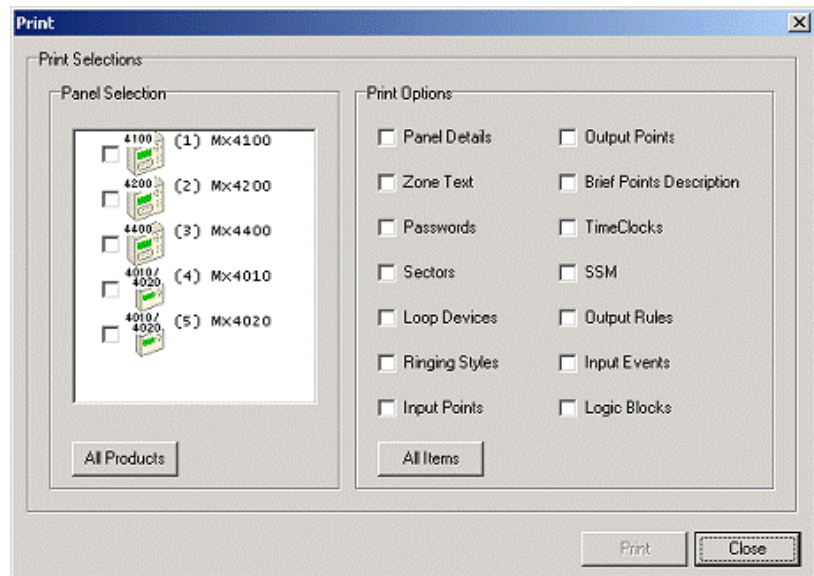 Print
Print Selections
Panel Selection
4100 (1) Mx4100
4200 (2) Mx4200
4400 (3) Mx4400
4010/
4020 (4) Mx4010
4010/
4020 (5) Mx4020
All Products
Print Options
Panel Details
Zone Text
Passwords
Sectors
Loop Devices
Ringing Styles
Input Points
Output Points
Brief Points Description
TimeClocks
SSM
Output Rules
Input Events
Logic Blocks
All Items
Print
Close